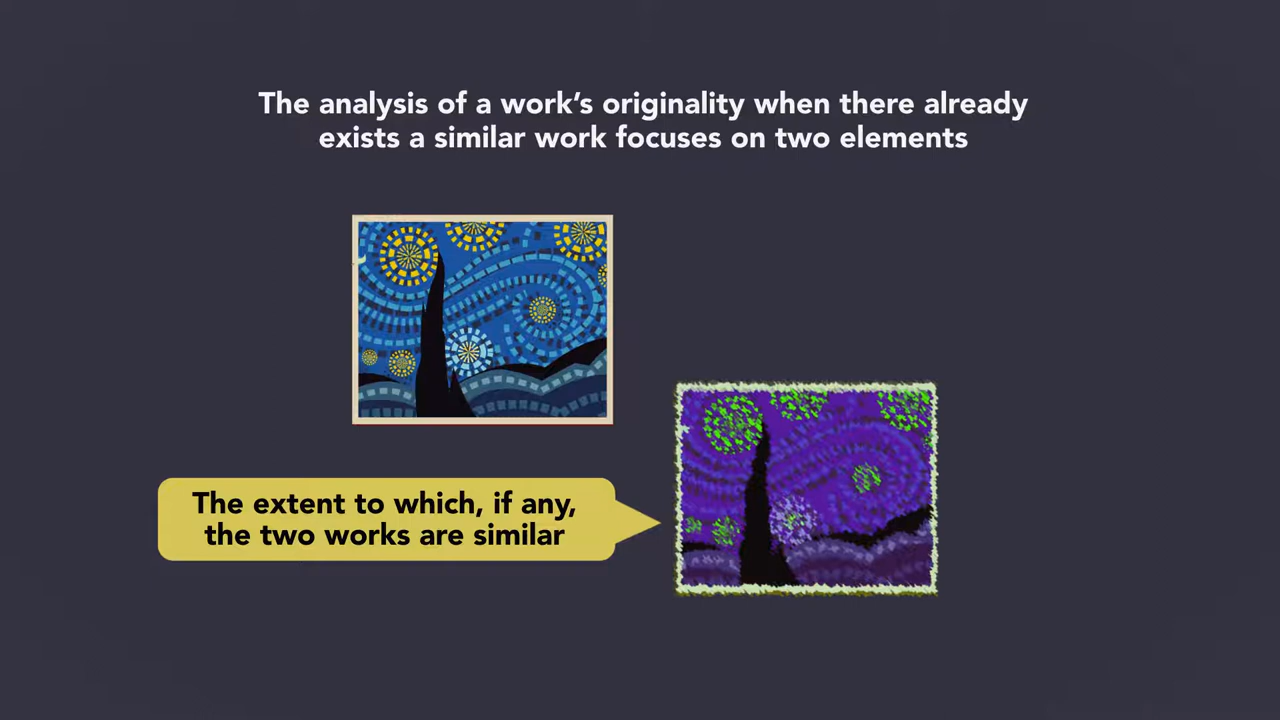 The analysis of a work’s originality when there already
exists a similar work focuses on two elements
The extent to which, if any,
the two works are similar